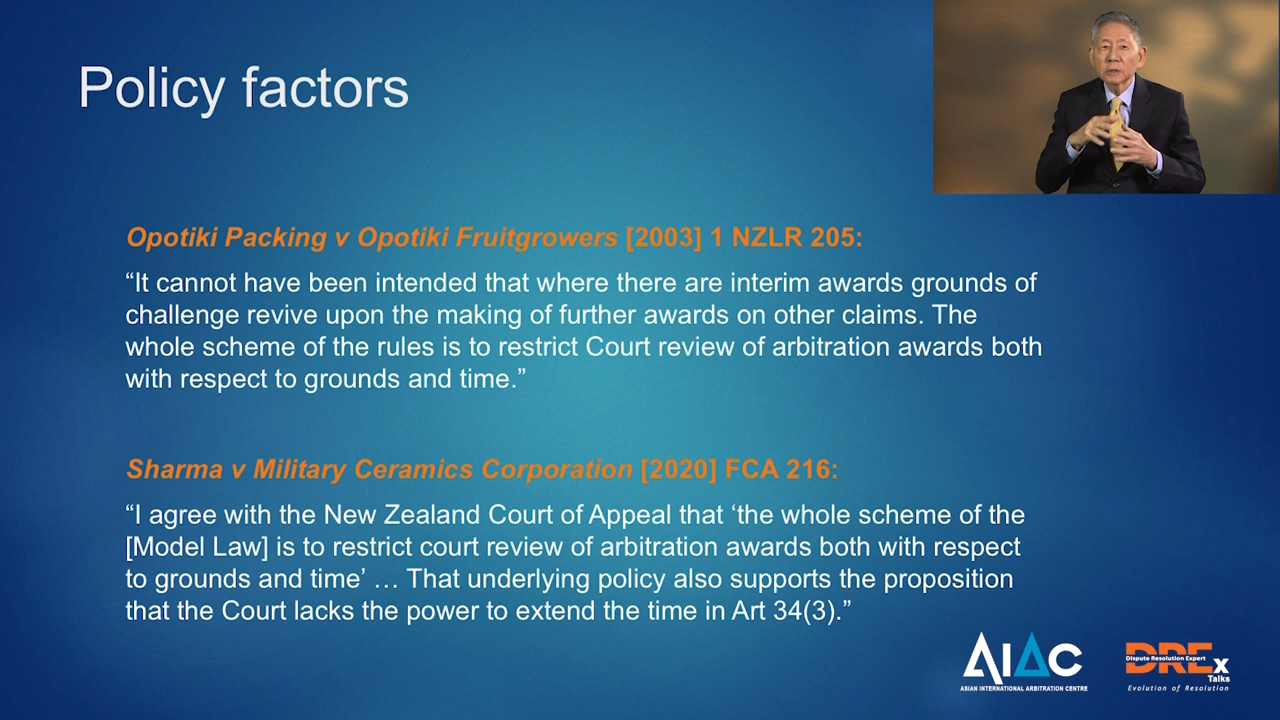 Policy factors
Opotiki Packing v Opotiki Fruitgrowers [2003] 1 NZLR 205:
“It cannot have been intended that where there are interim awards grounds of
challenge revive upon the making of further awards on other claims. The
whole scheme of the rules is to restrict Court review of arbitration awards both
with respect to grounds and time.”
Sharma v Military Ceramics Corporation [2020] FCA 216:
“I agree with the New Zealand Court of Appeal that ‘the whole scheme of the
[Model Law] is to restrict court review of arbitration awards both with respect
to grounds and time’ … That underlying policy also supports the proposition
that the Court lacks the power to extend the time in Art 34(3).”
AIAC
ASIAN INTERNATIONAL ARBITRATION CENTRE
DREx
Dispute Resolution Expert
Talks
Evolution of Resolution